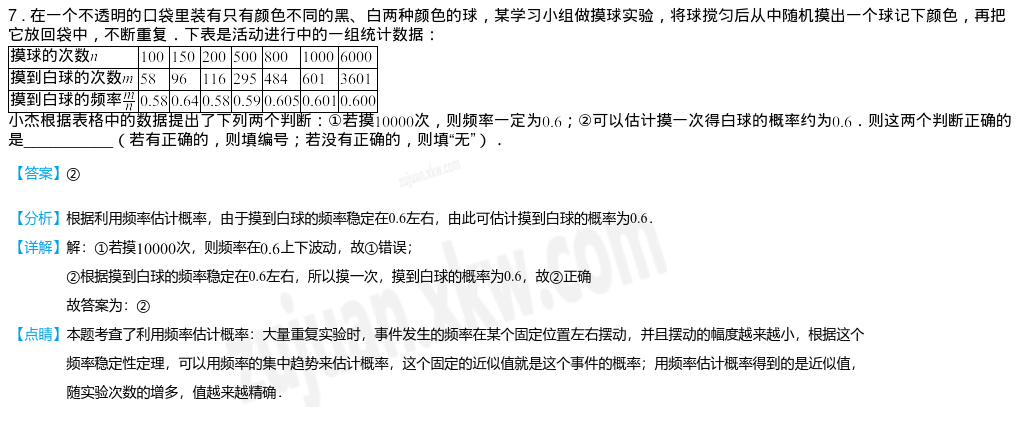 7．在一个不透明的口袋里装有只有颜色不同的黑、白两种颜色的球，某学习小组做摸球实验，将球搅匀后从中随机摸出一个球记下颜色，再把
它放回袋中，不断重复．下表是活动进行中的一组统计数据：
摸球的次数n 100 150 200 500 800 1000 6000
摸到白球的次数m 58 96 116 295 484 601 3601
摸到白球的频率m/n 0.58 0.64 0.58 0.59 0.605 0.601 0.600
小杰根据表格中的数据提出了下列两个判断：①若摸10000次，则频率一定为0.6；②可以估计摸一次得白球的概率约为0.6．则这两个判断正确的
是____________（若有正确的，则填编号；若没有正确的，则填“无”）．
【答案】②
【分析】根据利用频率估计概率，由于摸到白球的频率稳定在0.6左右，由此可估计摸到白球的概率为0.6．
【详解】解：①若摸10000次，则频率在0.6上下波动，故①错误；
②根据摸到白球的频率稳定在0.6左右，所以摸一次，摸到白球的概率为0.6，故②正确
故答案为：②
【点睛】本题考查了利用频率估计概率：大量重复实验时，事件发生的频率在某个固定位置左右摆动，并且摆动的幅度越来越小，根据这个
频率稳定性定理，可以用频率的集中趋势来估计概率，这个固定的近似值就是这个事件的概率；用频率估计概率得到的是近似值，
随实验次数的增多，值越来越精确．
zujuan.xkw.com
zujuan.xkw.com